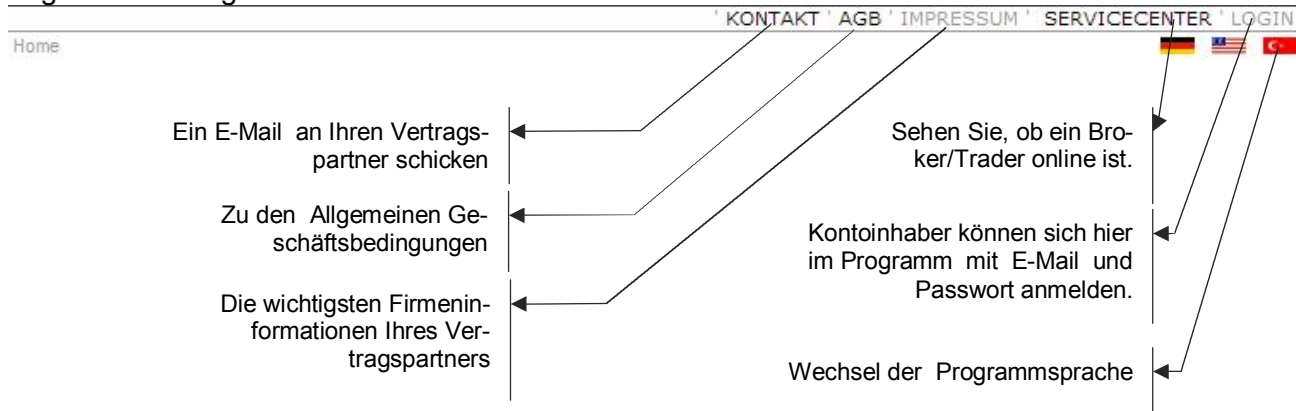 ' KONTAKT ' AGB ' IMPRESSUM ' SERVICECENTER ' LOGIN
Home
Ein E-Mail an Ihren Vertrags-
partner schicken
Zu den Allgemeinen Ge-
schäftsbedingungen
Die wichtigsten Firmenin-
formationen Ihres Ver-
tragspartners
Sehen Sie, ob ein Bro-
ker/Trader online ist.
Kontoinhaber können sich hier
im Programm mit E-Mail und
Passwort anmelden.
Wechsel der Programmsprache